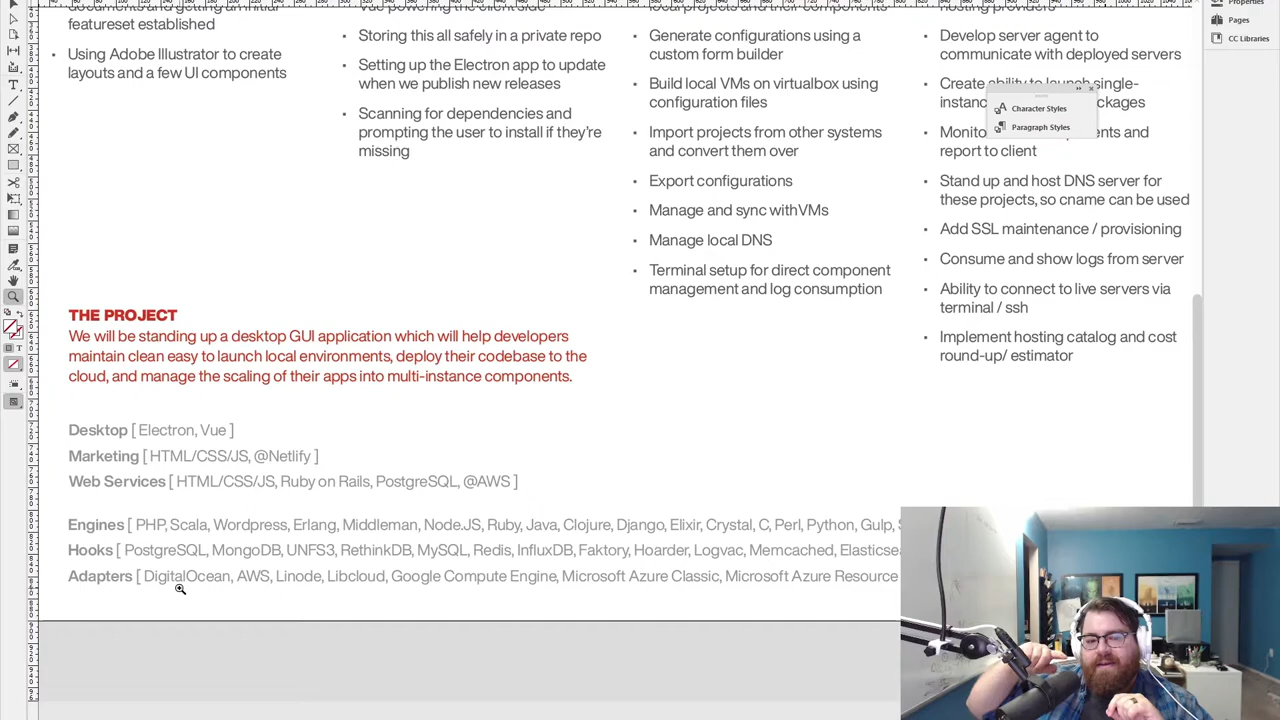 featureset established
Using Adobe Illustrator to create
layouts and a few UI components
Storing this all safely in a private repo
Setting up the Electron app to update
when we publish new releases
Scanning for dependencies and
prompting the user to install if they're
missing
Generate configurations using a
custom form builder
Build local VMs on virtualbox using
configuration files
Import projects from other systems
and convert them over
Export configurations
Manage and sync withVMs
Manage local DNS
Terminal setup for direct component
management and log consumption
hosting providers
Develop server agent to
communicate with deployed servers
Create ability to launch single-
Stand up and host DNS server for
report to client
these projects, so cname can be used
Add SSL maintenance / provisioning
Consume and show logs from server
Ability to connect to live servers via
terminal / ssh
Implement hosting catalog and cost
round-up/ estimator
THE PROJECT
We will be standing up a desktop GUI application which will help developers
maintain clean easy to launch local environments, deploy their codebase to the
cloud, and manage the scaling of their apps into multi-instance components.
Desktop [ Electron, Vue ]
Marketing [ HTML/CSS/JS, @Netlify ]
Web Services [ HTML/CSS/JS, Ruby on Rails, PostgreSQL, @AWS ]
Engines [ PHP, Scala, Wordpress, Erlang, Middleman, Node.JS, Ruby, Java, Clojure, Django, Elixir, Crystal, C, Perl, Python, Gulp,
Hooks [ PostgreSQL, MongoDB, UNFS3, RethinkDB, MySQL, Redis, InfluxDB, Faktory, Hoarder, Logvac, Memcached,
Adapters [ DigitalOcean, AWS, Linode, Libcloud, Google Compute Engine, Microsoft Azure Classic, Microsoft Azure Resource
Character Styles
Paragraph Styles
Properties
Pages
CC Libraries